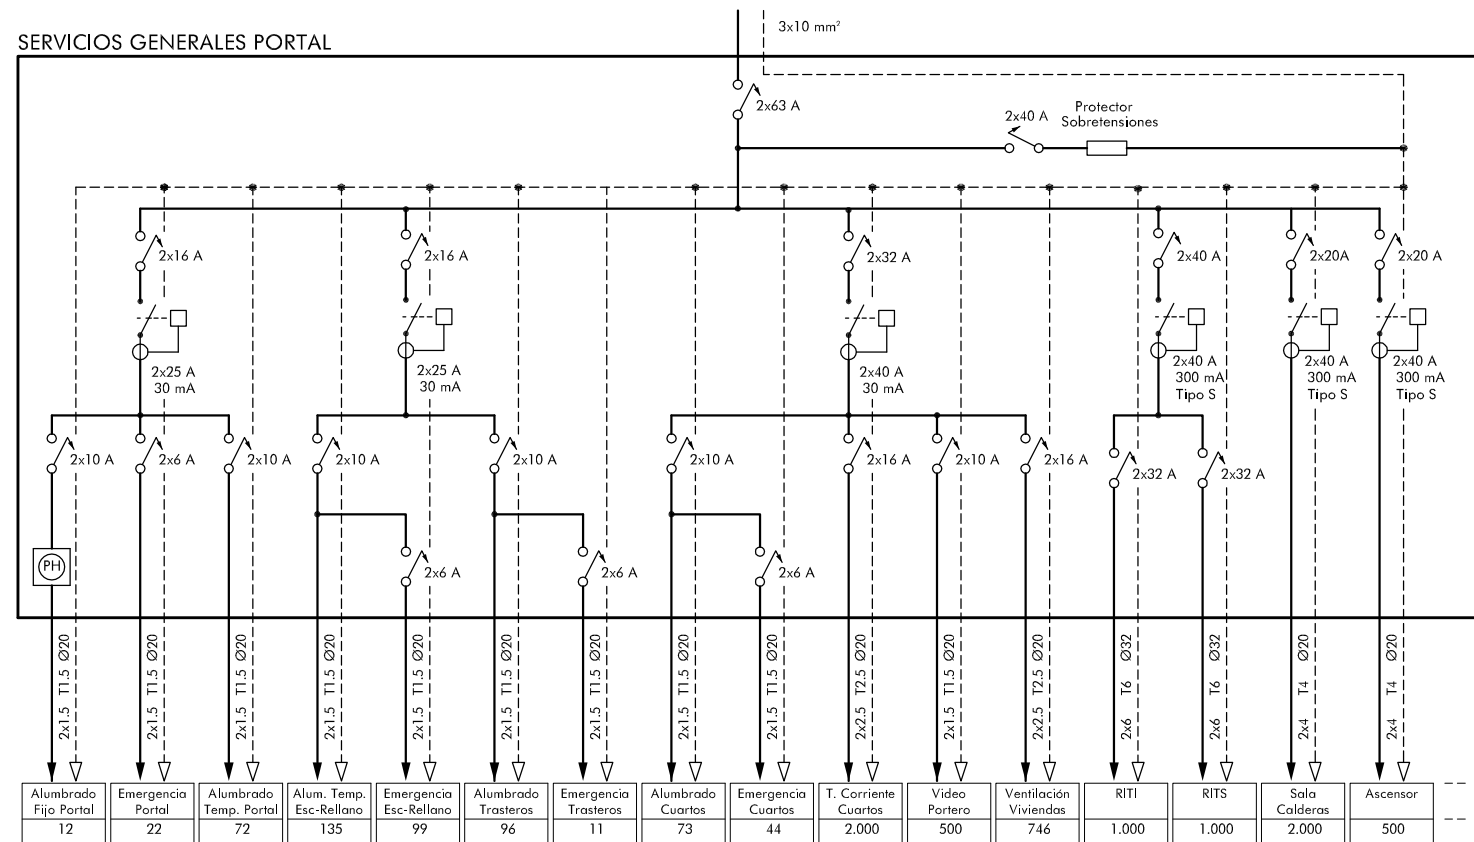 3x10 mm²
SERVICIOS GENERALES PORTAL
2x63 A
2x40 A
Protector
Sobretensiones
2x16 A
2x16 A
2x32 A
2x40 A
2x20A
2x20 A
2x25 A
30 mA
2x25 A
30 mA
2x40 A
30 mA
2x40 A
300 mA
Tipo S
2x40 A
300 mA
Tipo S
2x40 A
300 mA
Tipo S
2x10 A
2x6 A
2x10 A
2x10 A
2x10 A
2x10 A
2x16 A
2x10 A
2x16 A
2x32 A
2x32 A
PH
2x6 A
2x6 A
2x6 A
2x1.5 T1.5 Ø20
2x1.5 T1.5 Ø20
2x1.5 T1.5 Ø20
2x1.5 T1.5 Ø20
2x1.5 T1.5 Ø20
2x1.5 T1.5 Ø20
2x1.5 T1.5 Ø20
2x1.5 T1.5 Ø20
2x1.5 T1.5 Ø20
2x2.5 T2.5 Ø20
2x1.5 T1.5 Ø20
2x2.5 T2.5 Ø20
2x6 T6 Ø32
2x6 T6 Ø32
2x4 T4 Ø20
2x4 T4 Ø20
Alumbrado
Fijo Portal
12
Emergencia
Portal
22
Alumbrado
Temp. Portal
72
Alum. Temp.
Esc-Rellano
135
Emergencia
Esc-Rellano
99
Alumbrado
Trasteros
96
Emergencia
Trasteros
11
Alumbrado
Cuartos
73
Emergencia
Cuartos
44
T. Corriente
Cuartos
2.000
Video
Portero
500
Ventilación
Viviendas
746
RITI
1.000
RITS
1.000
Sala
Calderas
2.000
Ascensor
500